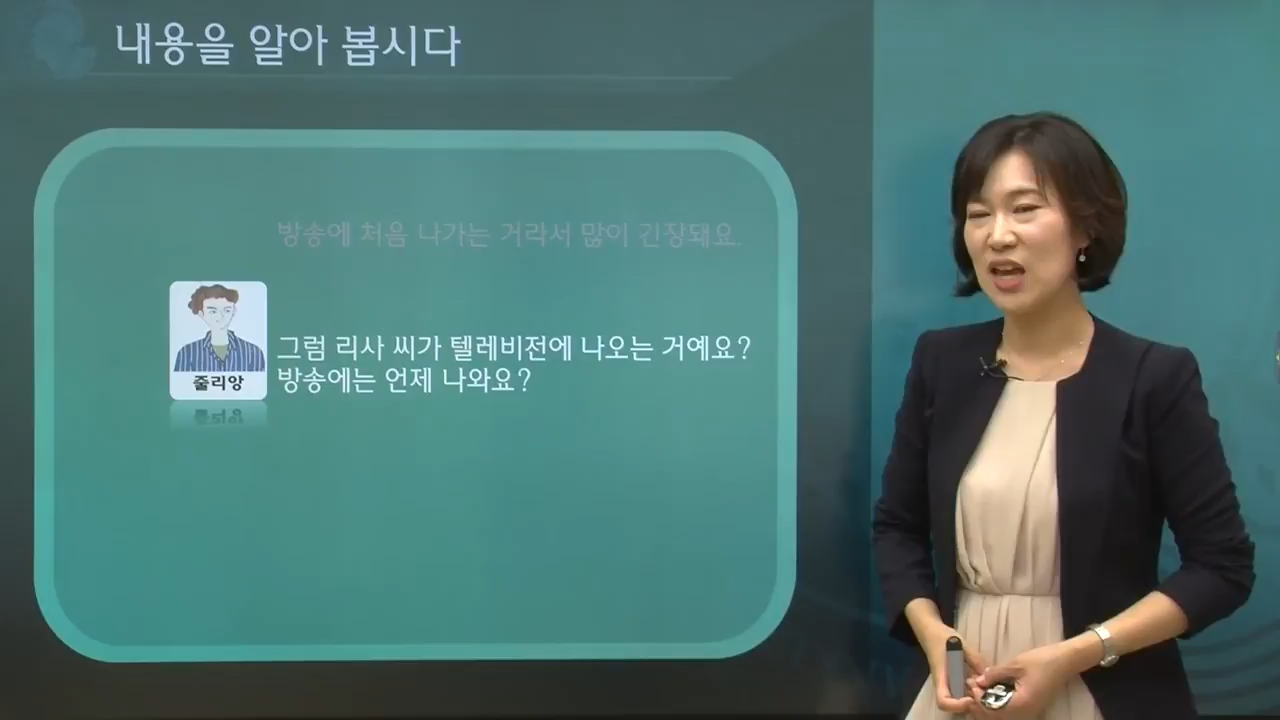 내용을 알아 봅시다
방송에 처음 나가는 거라서 많이 긴장돼요.
그럼 리사 씨가 텔레비전에 나오는 거예요?
방송에는 언제 나와요?
줄리앙